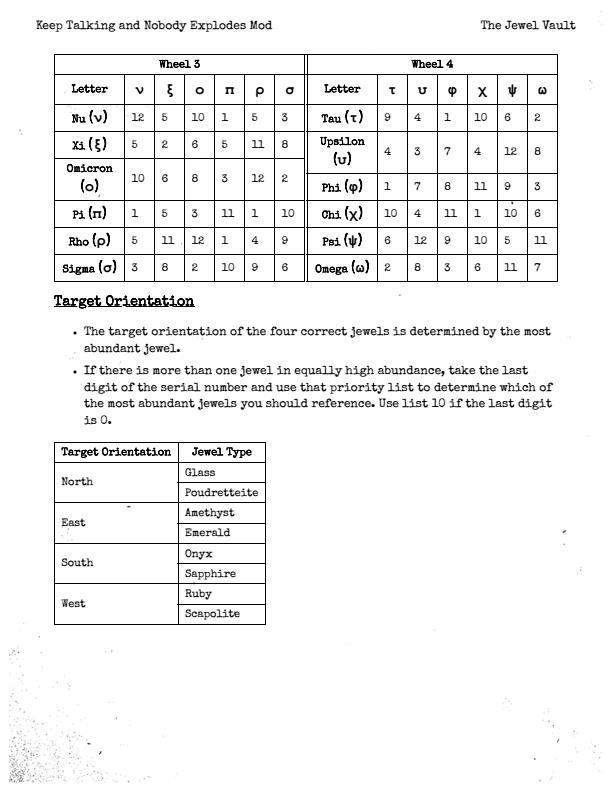 Keep Talking and Nobody Explodes Mod The Jewel Vault
Wheel 3 Wheel 4
Letter ν ξ ο π ρ σ Letter τ υ φ χ ψ ω
Nu (ν) 12 5 10 1 5 3 Tau (τ) 9 4 1 10 6 2
Xi (ξ) 5 2 6 5 11 8 Upsilon (υ) 4 3 7 4 12 8
Omicron (ο) 10 6 8 3 12 2 Phi (φ) 1 7 8 11 9 3
Pi (π) 1 5 3 11 1 10 Chi (χ) 10 4 11 1 10 6
Rho (ρ) 5 11 12 1 4 9 Psi (ψ) 6 12 9 10 5 11
Sigma (σ) 3 8 2 10 9 6 Omega (ω) 2 8 3 6 11 7
Target Orientation
• The target orientation of the four correct jewels is determined by the most
abundant jewel.
• If there is more than one jewel in equally high abundance, take the last
digit of the serial number and use that priority list to determine which of
the most abundant jewels you should reference. Use list 10 if the last digit
is 0.
Target Orientation Jewel Type
North Glass
Poudretteite
East Amethyst
Emerald
South Onyx
Sapphire
West Ruby
Scapolite